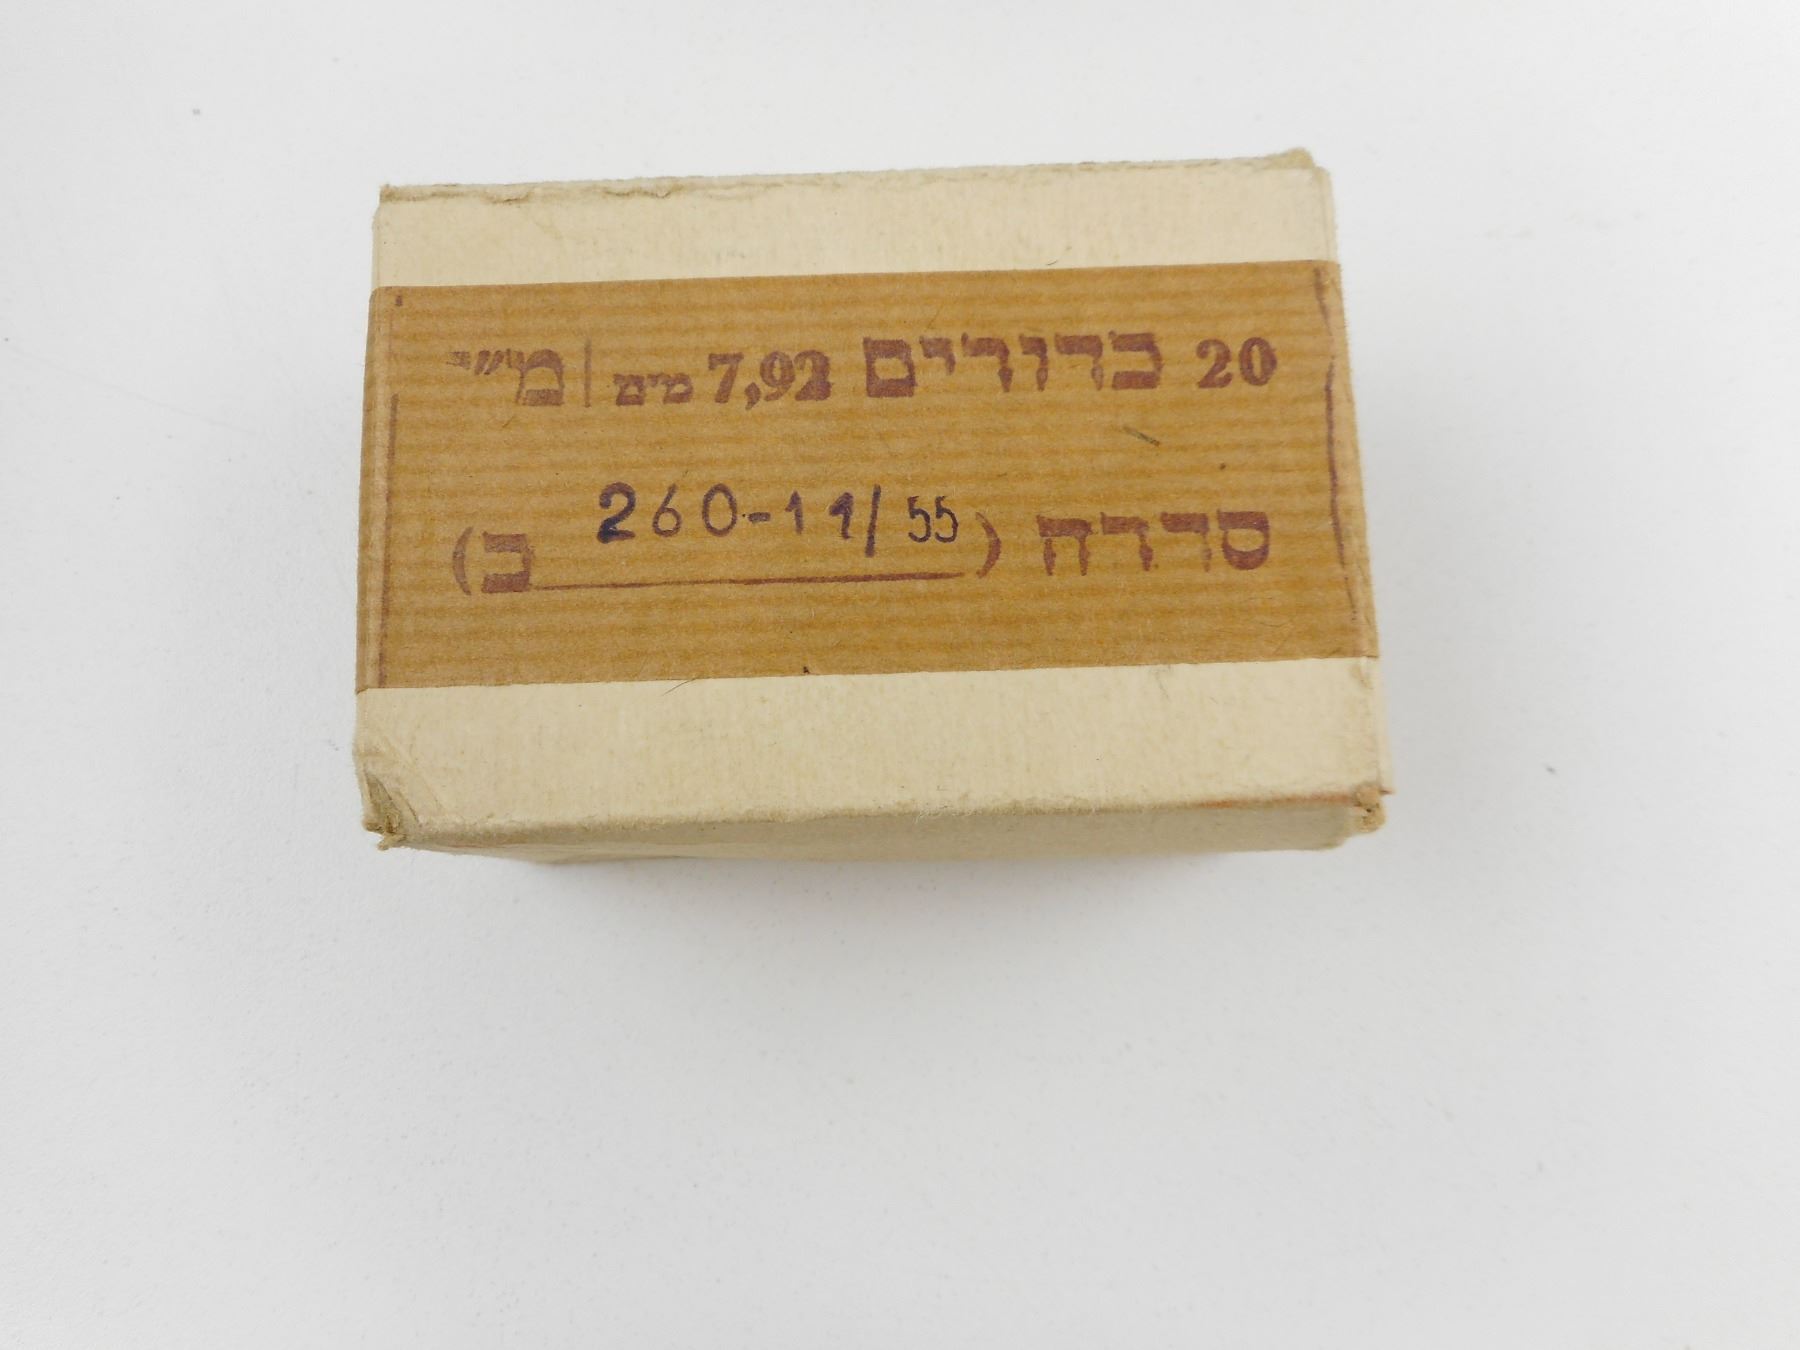 20 כדורים 7,92 מ״מ | מ״י
סדרה (260-11/55 כ)